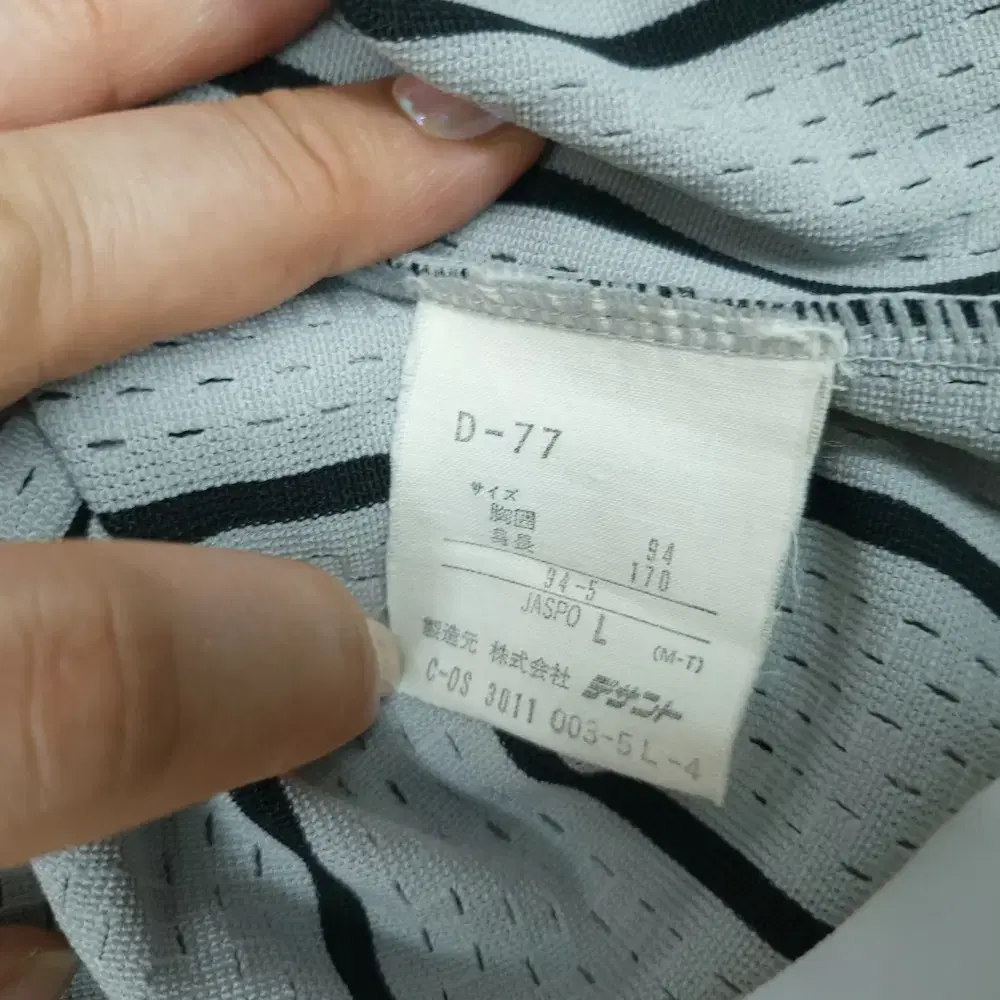 D-77
サイズ
胸囲 94
身長 170
94-5
JASPO L (M-T)
製造元 株式会社 デサント
C-OS 3011 003-5 L-4